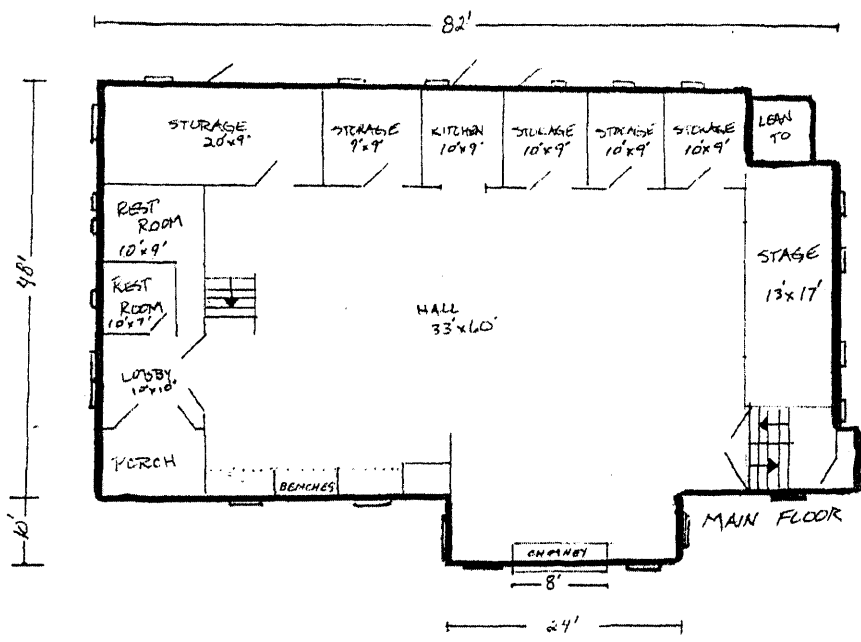 82'
STORAGE
20'x9'
STORAGE
9'x9'
KITCHEN
10'x9'
STORAGE
10'x9'
STORAGE
10'x9'
STORAGE
10'x9'
LEAN
TO
REST
ROOM
10'x9'
REST
ROOM
10'x7'
48'
HALL
33'x60'
STAGE
13'x17'
LOBBY
10'x10'
PORCH
BENCHES
10'
MAIN FLOOR
CHIMNEY
8'
24'